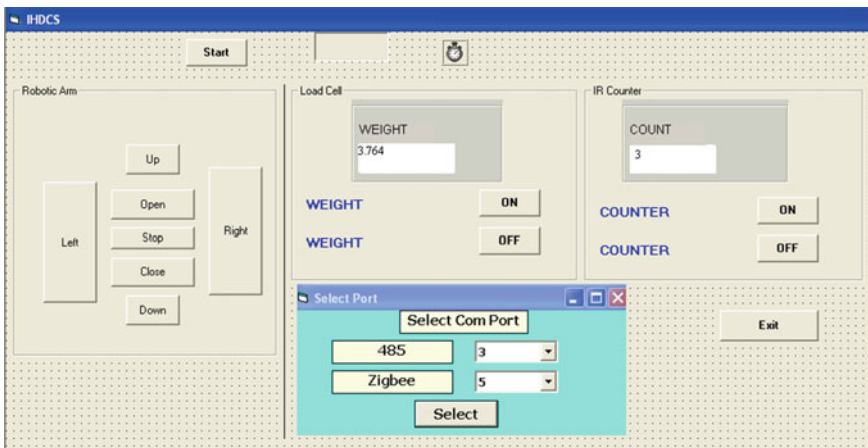 IHDCS
Start
Robotic Arm
Up
Left
Open
Stop
Close
Right
Down
Load Cell
WEIGHT
3.764
WEIGHT ON
WEIGHT OFF
IR Counter
COUNT
3
COUNTER ON
COUNTER OFF
Select Port
Select Com Port
485 3
Zigbee 5
Select
Exit